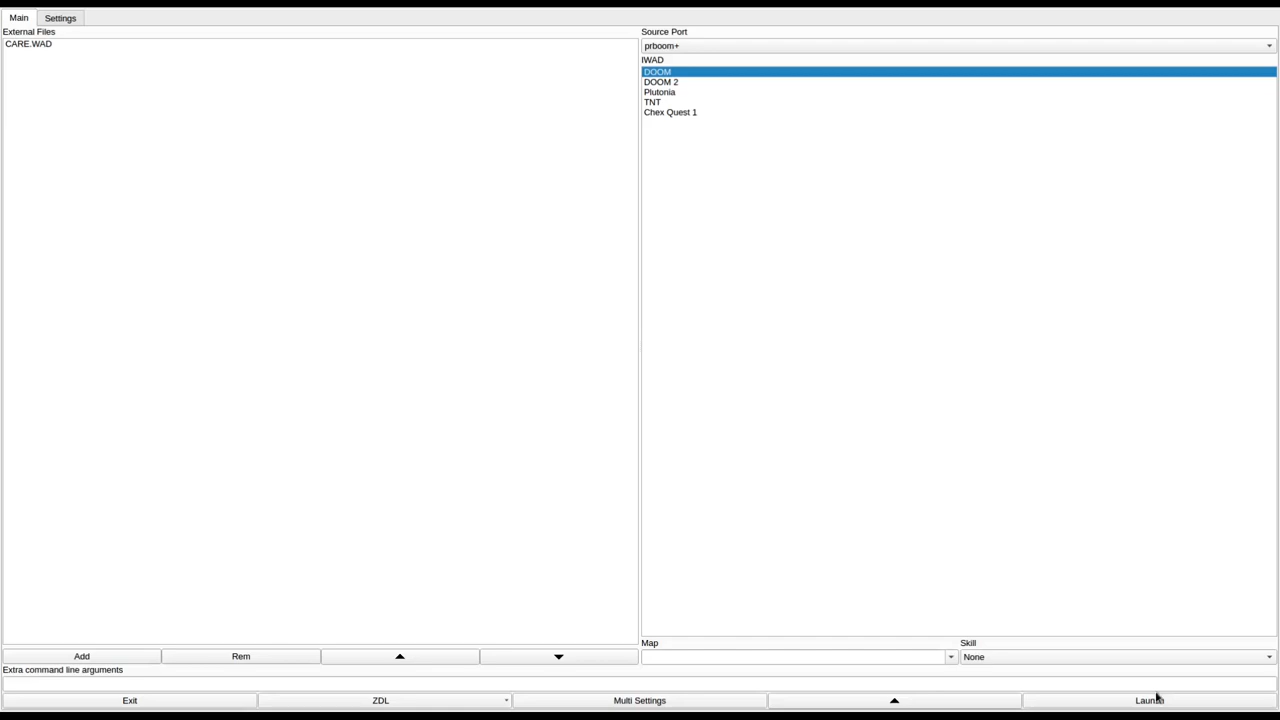 Main
Settings
External Files
CARE.WAD
Source Port
prboom+
IWAD
DOOM
DOOM 2
Plutonia
TNT
Chex Quest 1
Map
Skill
None
Add
Rem
Extra command line arguments
Exit
ZDL
Multi Settings
Launch